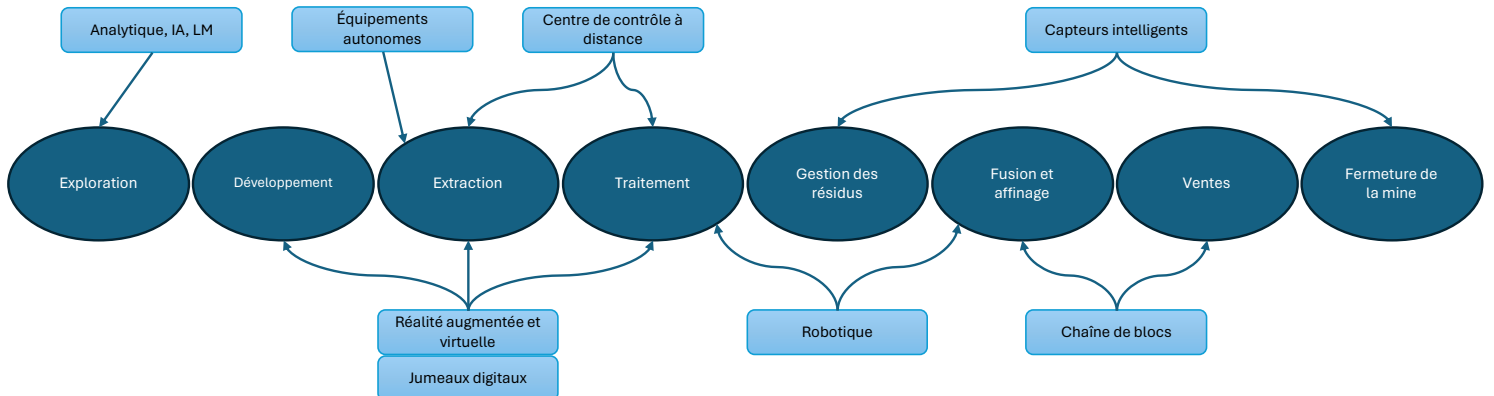 Analytique, IA, LM
Équipements
autonomes
Centre de contrôle à
distance
Capteurs intelligents
Exploration
Développement
Extraction
Traitement
Gestion des
résidus
Fusion et
affinage
Ventes
Fermeture de
la mine
Réalité augmentée et
virtuelle
Jumeaux digitaux
Robotique
Chaîne de blocs